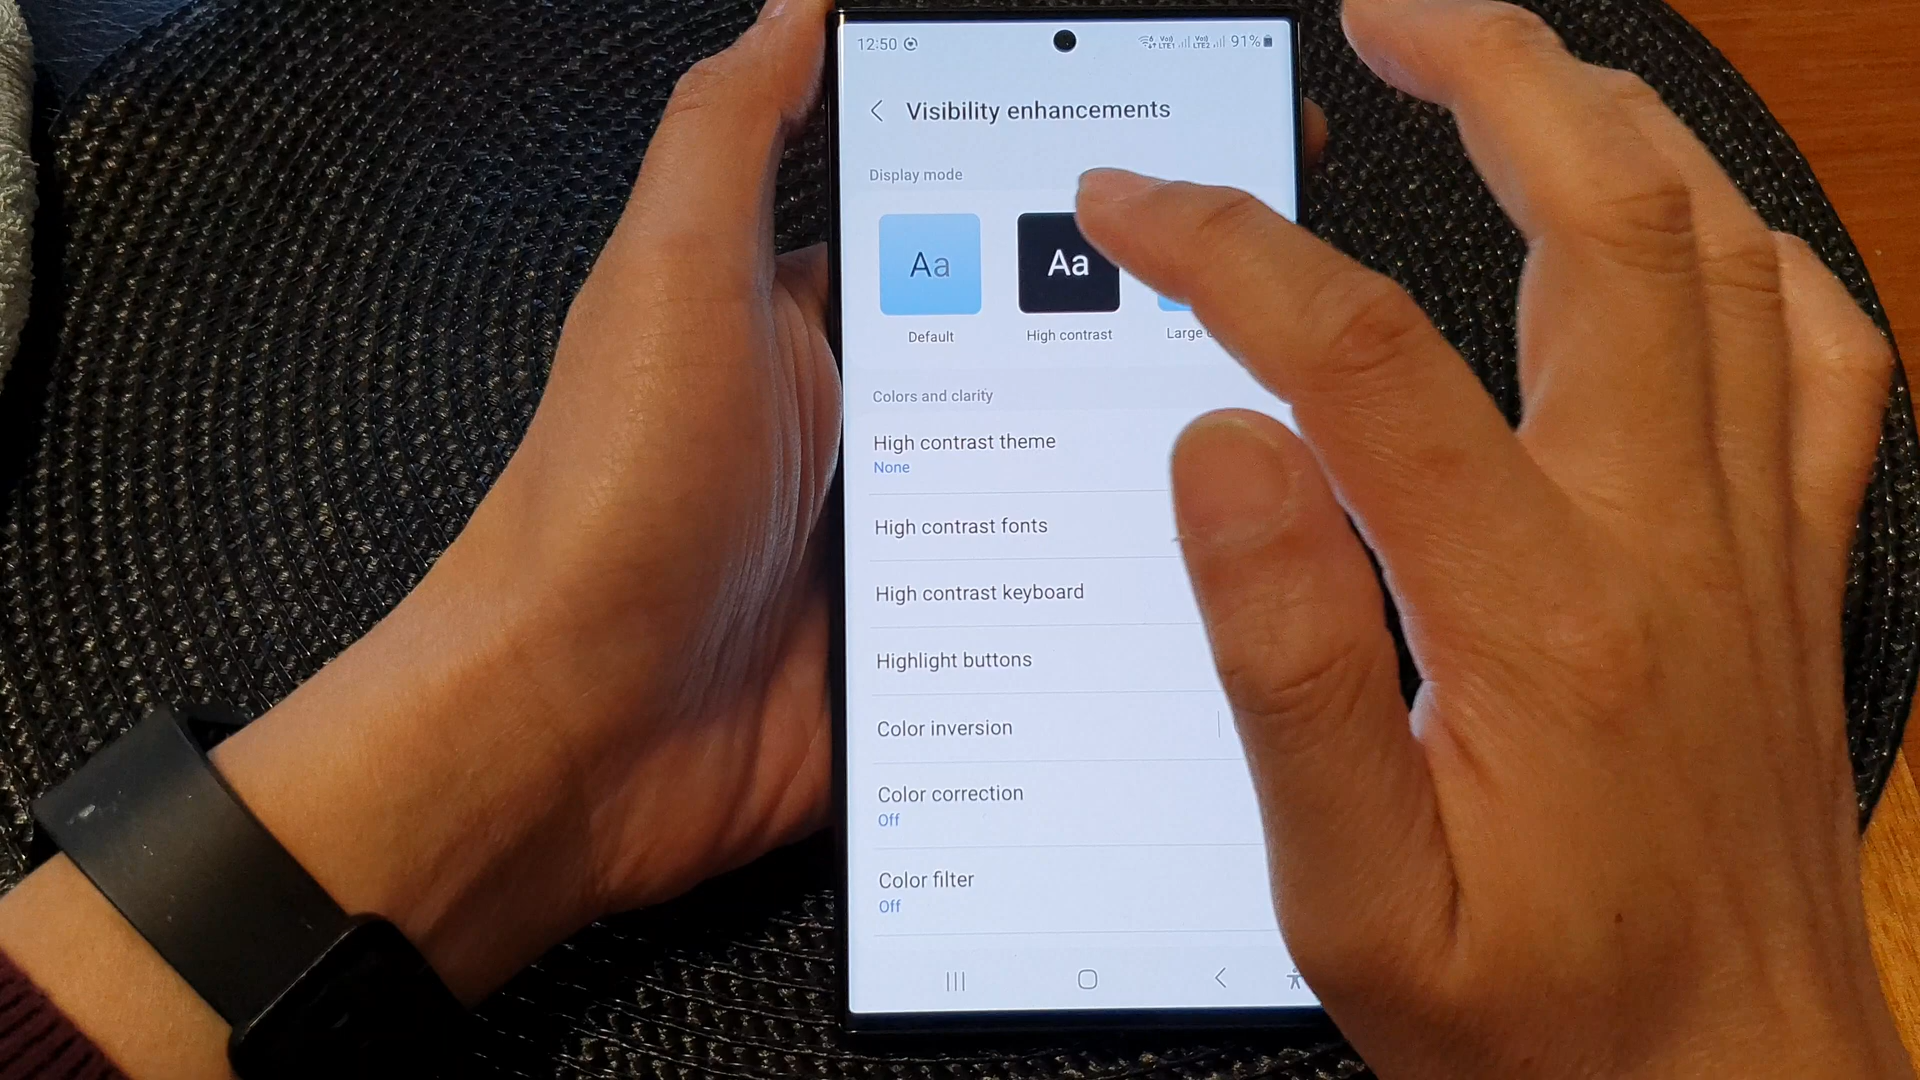 12:50 91%
Visibility enhancements
Display mode
Aa Aa
Default High contrast Large
Colors and clarity
High contrast theme
None
High contrast fonts
High contrast keyboard
Highlight buttons
Color inversion
Color correction
Off
Color filter
Off